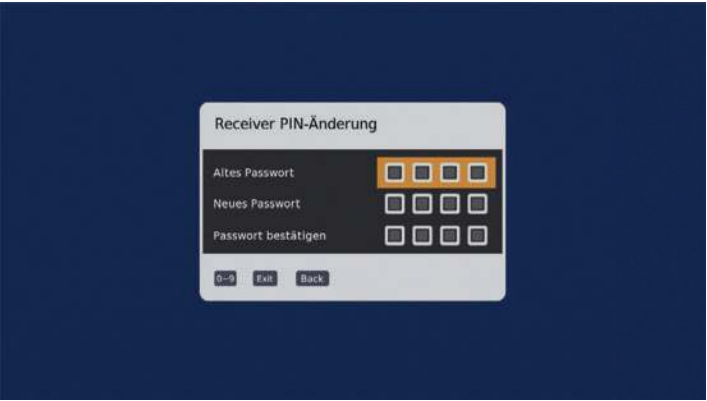 Receiver PIN-Änderung
Altes Passwort
Neues Passwort
Passwort bestätigen
0-9 Exit Back